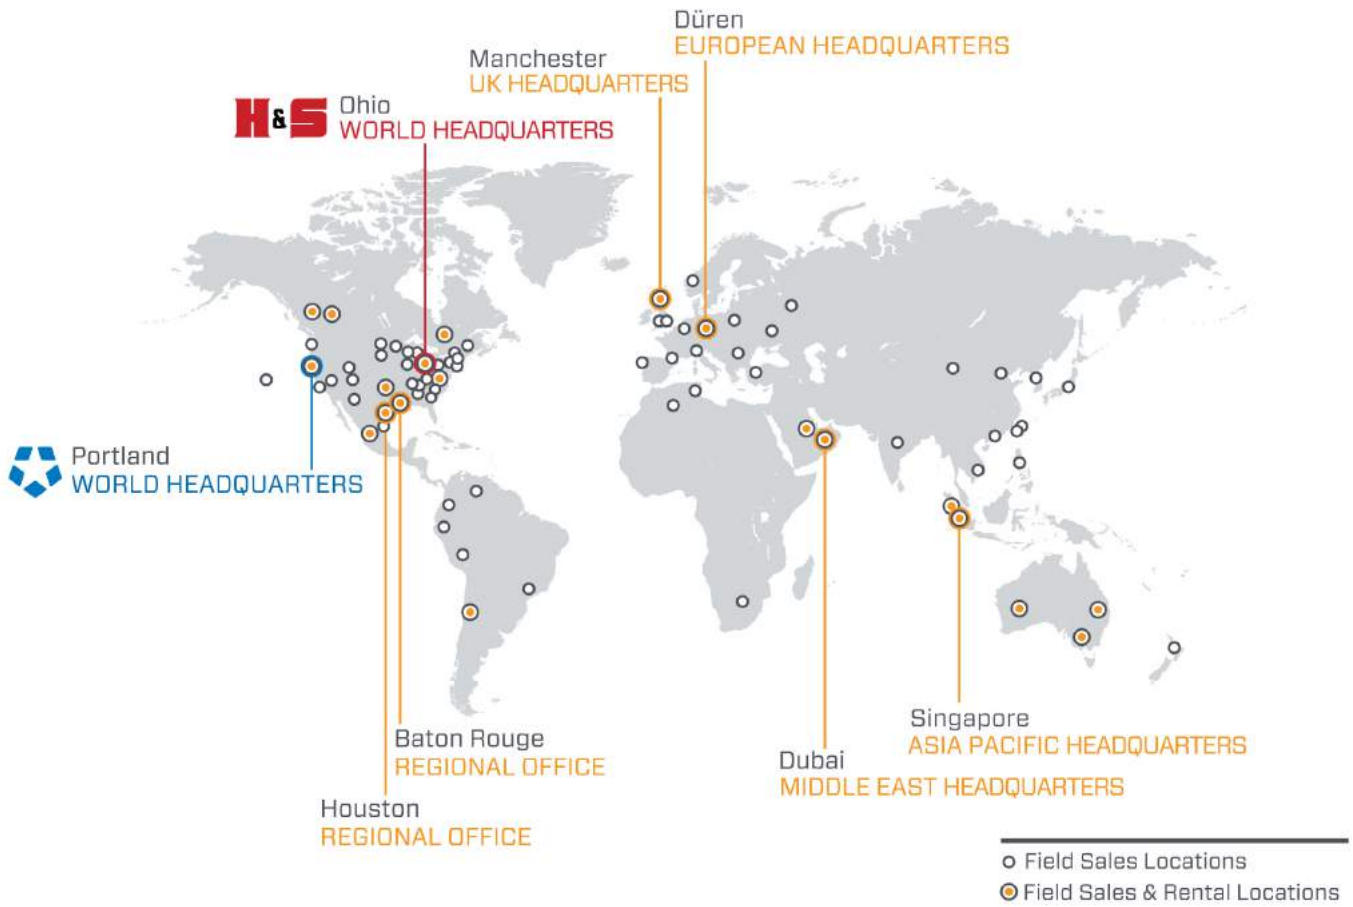 Düren
EUROPEAN HEADQUARTERS
Manchester
UK HEADQUARTERS
H&S
Ohio
WORLD HEADQUARTERS
Portland
WORLD HEADQUARTERS
Baton Rouge
REGIONAL OFFICE
Houston
REGIONAL OFFICE
Singapore
ASIA PACIFIC HEADQUARTERS
Dubai
MIDDLE EAST HEADQUARTERS
Field Sales Locations
Field Sales & Rental Locations